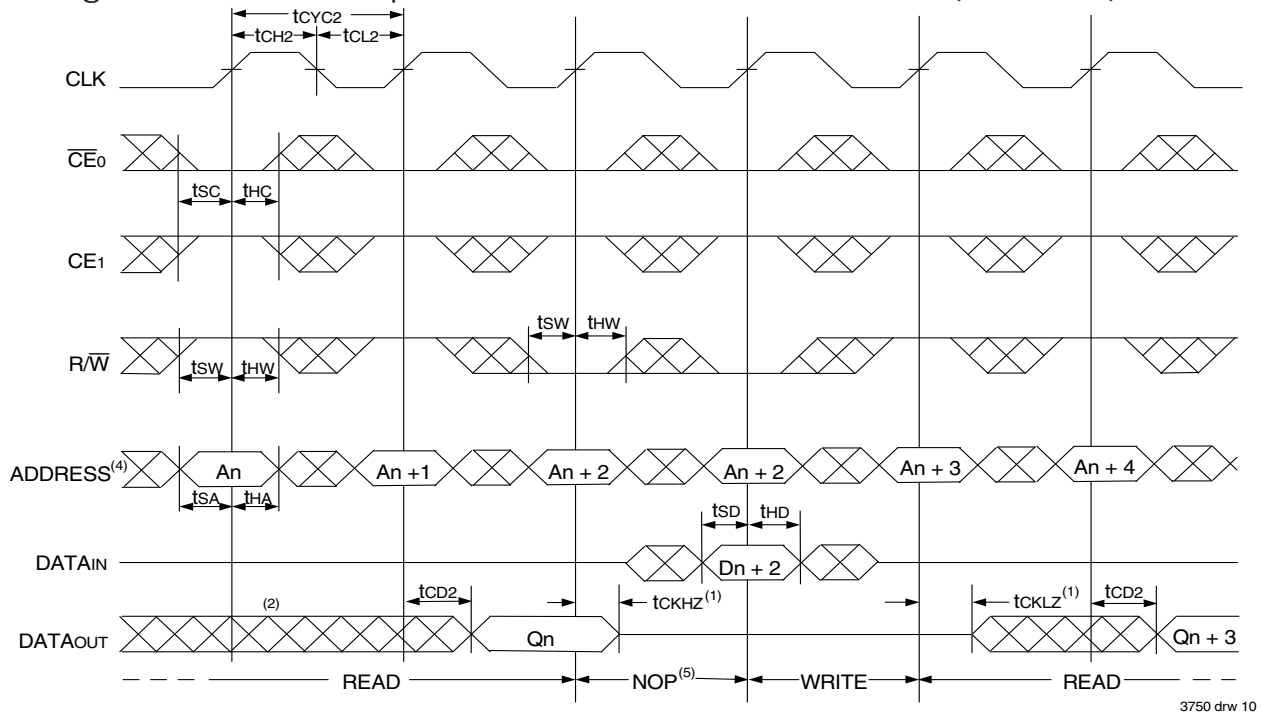 tCYC2
tCH2 tCL2
CLK
CE0
tSC tHC
CE1
tSW tHW
R/W
tSW tHW
ADDRESS(4) An An +1 An + 2 An + 2 An + 3 An + 4
tSA tHA
tSD tHD
DATAIN Dn + 2
tCD2 tCKHZ(1) tCKLZ(1) tCD2
(2)
DATAOUT Qn Qn + 3
READ NOP(5) WRITE READ
3750 drw 10